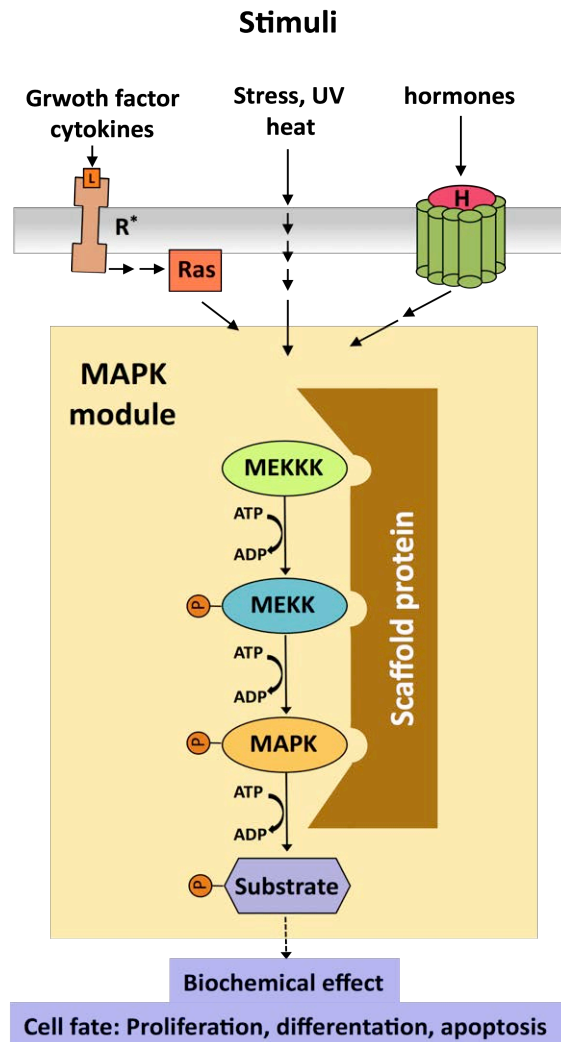 Stimuli
Grwoth factor
cytokines
Stress, UV
heat
hormones
L
H
R*
Ras
MAPK
module
MEKKK
ATP
ADP
P
MEKK
ATP
ADP
P
MAPK
ATP
ADP
P
Substrate
Scaffold protein
Biochemical effect
Cell fate: Proliferation, differentation, apoptosis